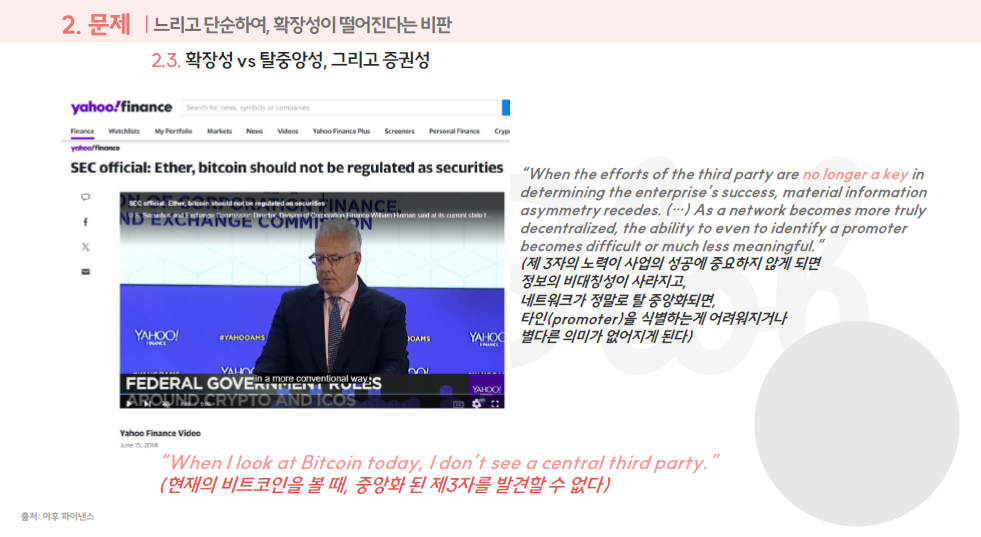 2. 문제 | 느리고 단순하여, 확장성이 떨어진다는 비판
2.3. 확장성 vs 탈중앙성, 그리고 증권성
yahoo!finance
Search for news, symbols or companies
Finance Watchlists My Portfolio Markets News Videos Yahoo Finance Plus Screeners Personal Finance Cryp
yahoo!finance
SEC official: Ether, bitcoin should not be regulated as securities
SEC official: Ether, bitcoin should not be regulated as securities
U.S. Securities and Exchange Commission Director, Division of Corporation Finance William Hinman said at its current state t
ON OF CORPORATION FINANCE,
EXCHANGE COMMISSION
YAHOO!
FINANCE
#YAHOOAMS
YAHOO!
FINANCE
#YAHOOAMS
YAHOO
FINANC
in a more conventional way.
FEDERAL GOVERNMENT RULES
AROUND CRYPTO AND ICOS
YAHOO!
FINANCE
Yahoo Finance Video
June 15, 2018
“When the efforts of the third party are no longer a key in
determining the enterprise’s success, material information
asymmetry recedes. (…) As a network becomes more truly
decentralized, the ability to even to identify a promoter
becomes difficult or much less meaningful.”
(제 3자의 노력이 사업의 성공에 중요하지 않게 되면
정보의 비대칭성이 사라지고,
네트워크가 정말로 탈 중앙화되면,
타인(promoter)을 식별하는게 어려워지거나
별다른 의미가 없어지게 된다)
“When I look at Bitcoin today, I don’t see a central third party.”
(현재의 비트코인을 볼 때, 중앙화 된 제3자를 발견할 수 없다)
출처: 야후 파이낸스